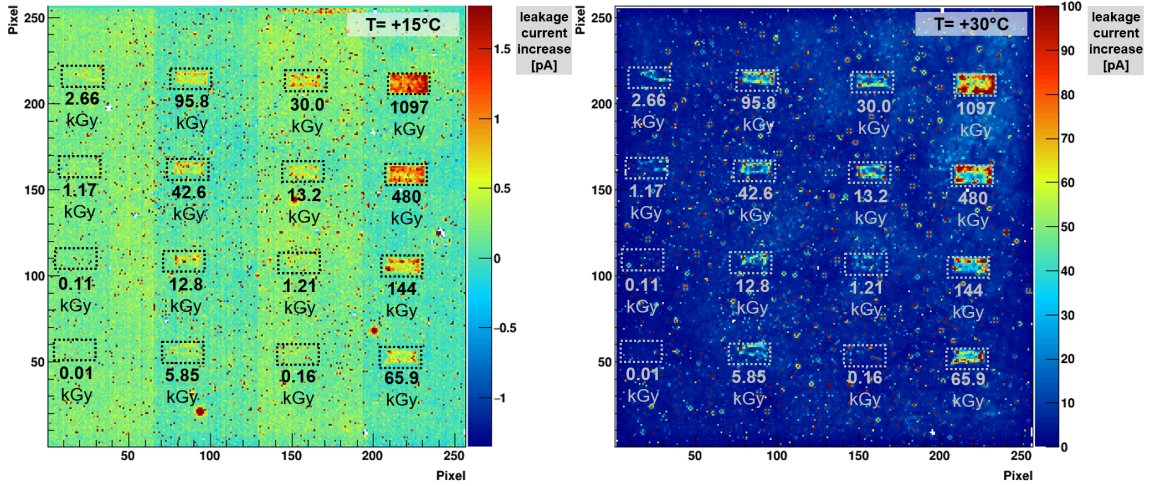 Pixel
250
200
150
100
50
T= +15°C
2.66
kGy
95.8
kGy
30.0
kGy
1097
kGy
1.17
kGy
42.6
kGy
13.2
kGy
480
kGy
0.11
kGy
12.8
kGy
1.21
kGy
144
kGy
0.01
kGy
5.85
kGy
0.16
kGy
65.9
kGy
50
100
150
200
250
Pixel
1.5
1
0.5
0
−0.5
−1
leakage
current
increase
[pA]
Pixel
250
200
150
100
50
T= +30°C
2.66
kGy
95.8
kGy
30.0
kGy
1097
kGy
1.17
kGy
42.6
kGy
13.2
kGy
480
kGy
0.11
kGy
12.8
kGy
1.21
kGy
144
kGy
0.01
kGy
5.85
kGy
0.16
kGy
65.9
kGy
50
100
150
200
250
Pixel
100
90
80
70
60
50
40
30
20
10
0
leakage
current
increase
[pA]